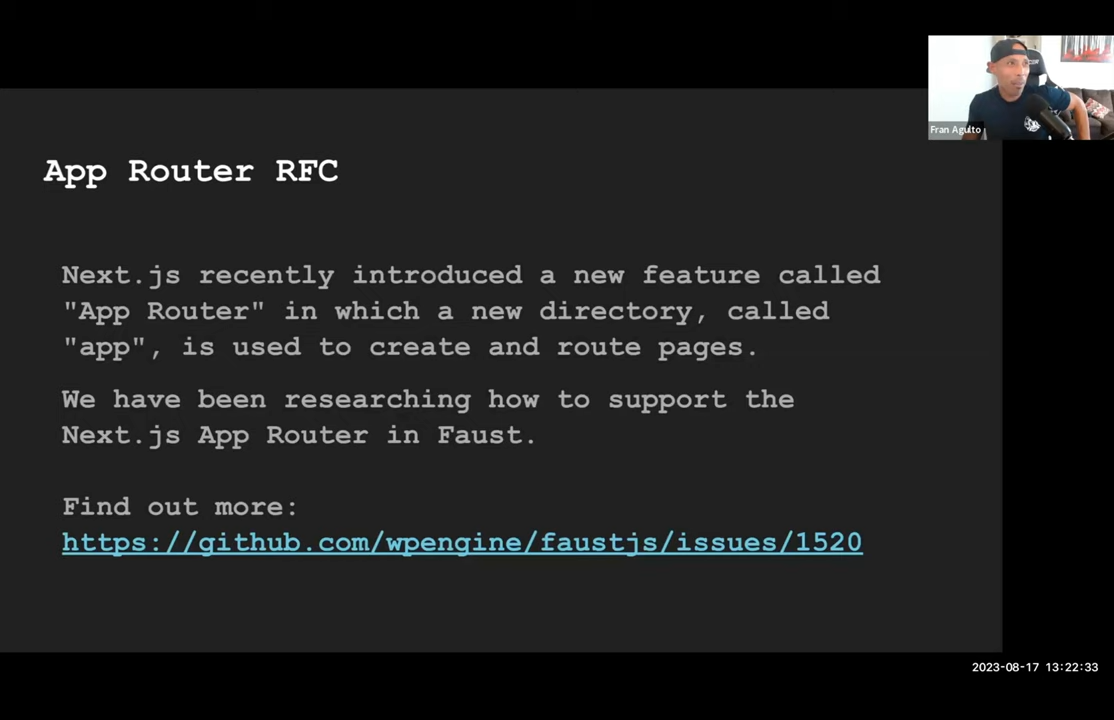 Fran Agulto
App Router RFC
Next.js recently introduced a new feature called
"App Router" in which a new directory, called
"app", is used to create and route pages.
We have been researching how to support the
Next.js App Router in Faust.
Find out more:
https://github.com/wpengine/faustjs/issues/1520
2023-08-17 13:22:33